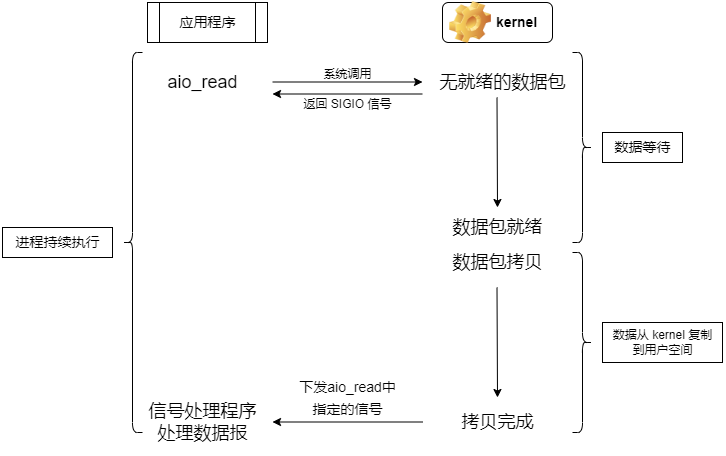 应用程序
kernel
aio_read
系统调用
返回 SIGIO 信号
无就绪的数据包
数据等待
数据包就绪
进程持续执行
数据包拷贝
数据从 kernel 复制
到用户空间
下发aio_read中
指定的信号
信号处理程序
处理数据报
拷贝完成